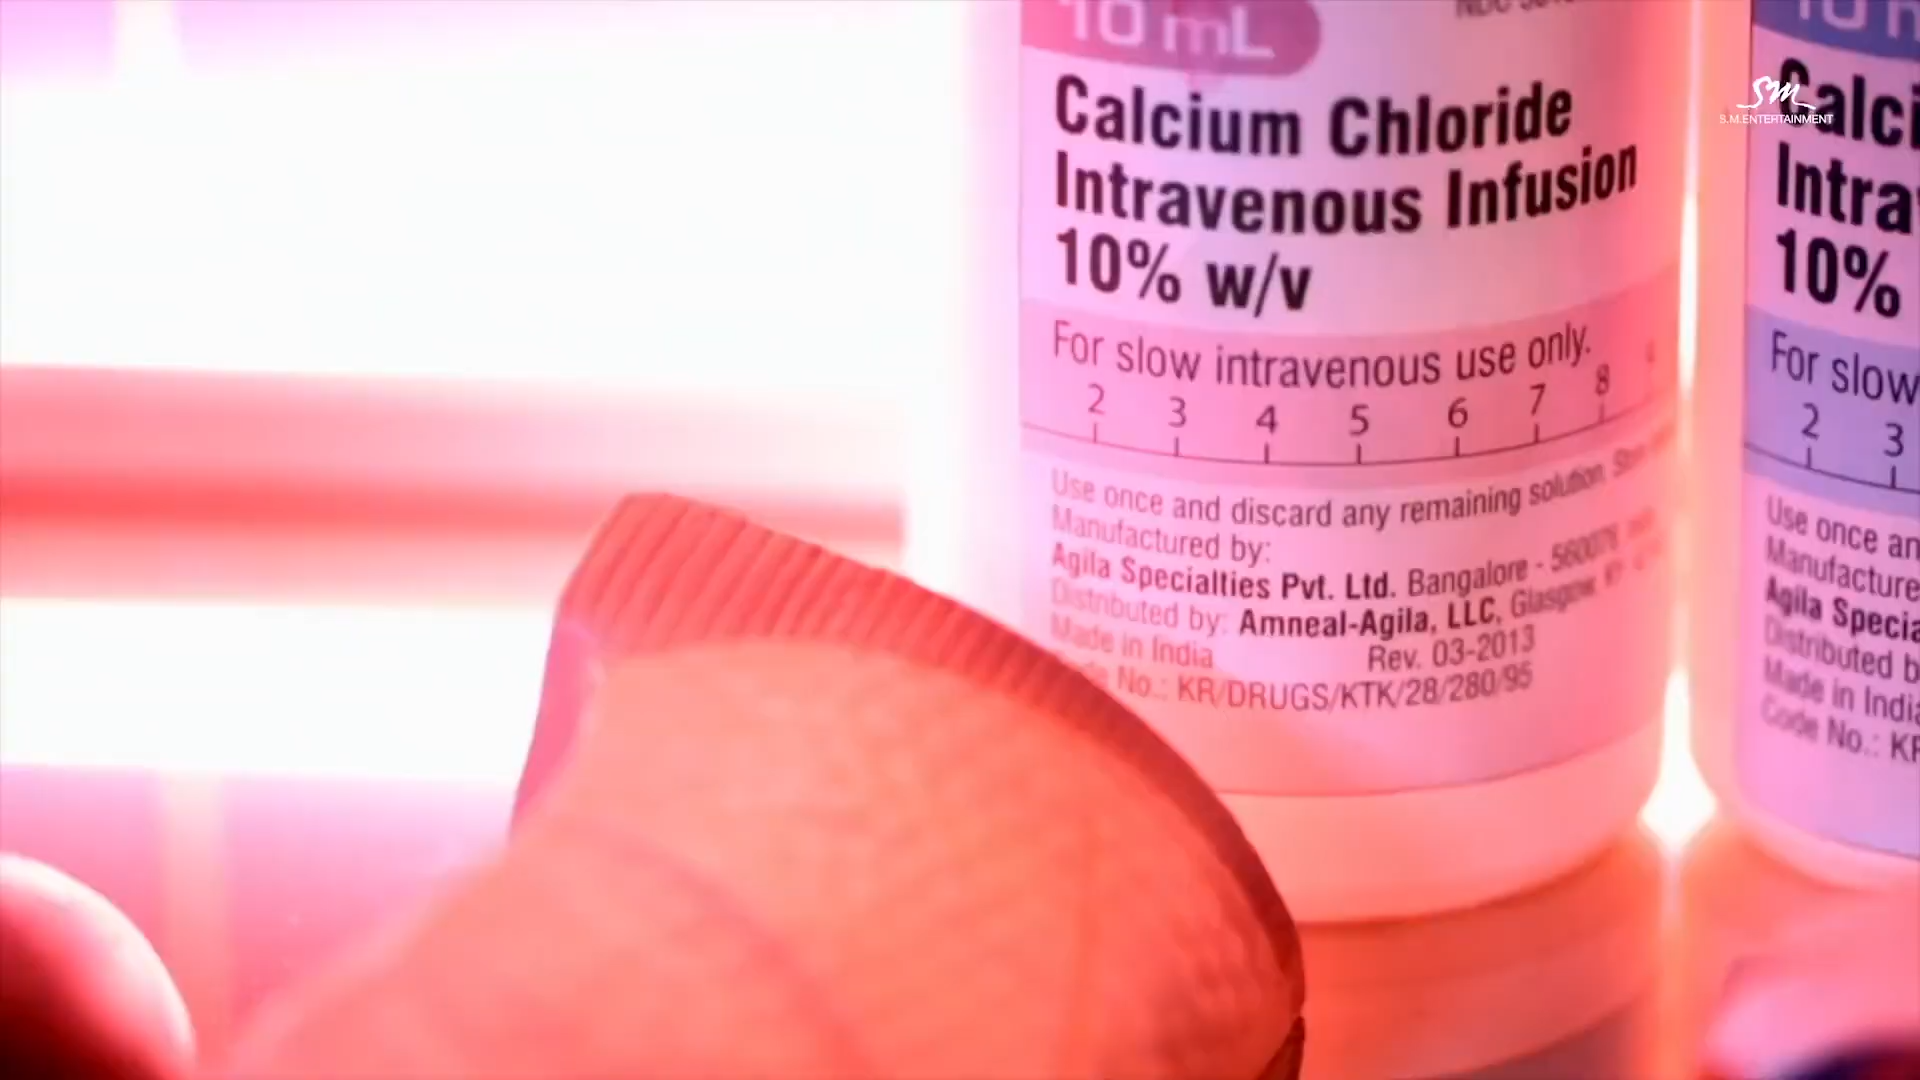 10 mL
Calcium Chloride
Intravenous Infusion
10% w/v
For slow intravenous use only.
2 3 4 5 6 7 8
Use once and discard any remaining solution.
Manufactured by:
Agila Specialties Pvt. Ltd. Bangalore -
Distributed by: Amneal-Agila, LLC, Glasgow,
Made in India Rev. 03-2013
No.: KR/DRUGS/KTK/28/280/95
SM
S.M.ENTERTAINMENT
10
Calci
Intra
10%
For slow
2 3
Use once an
Manufacture
Agila Specia
Distributed b
Made in India
Code No.: KR